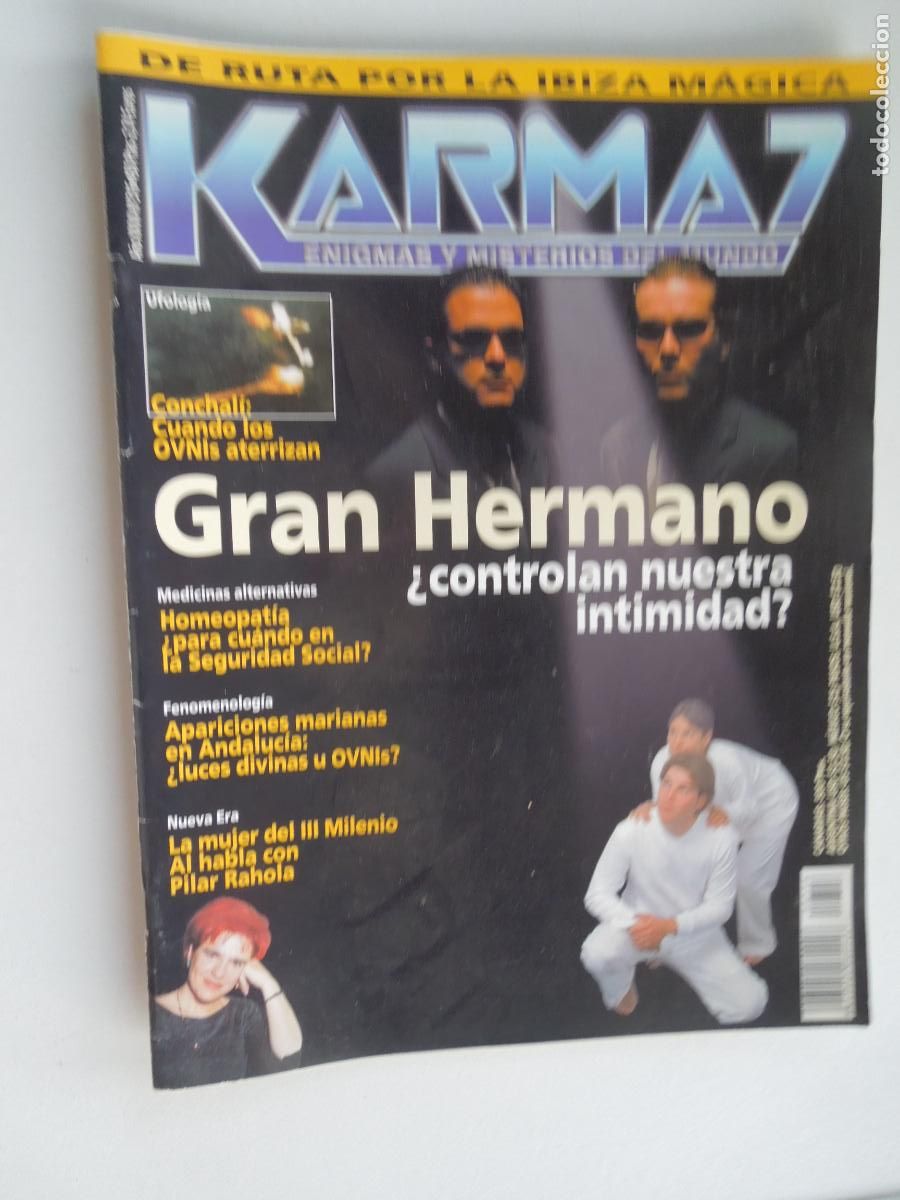 DE RUTA POR LA IBIZA MÁGICA
KARMA7
ENIGMAS Y MISTERIOS DEL MUNDO
Ufología
Conchalí:
Cuando los
OVNIs aterrizan
Gran Hermano
¿controlan nuestra
intimidad?
Medicinas alternativas
Homeopatía
¿para cuándo en
la Seguridad Social?
Fenomenología
Apariciones marianas
en Andalucía:
¿luces divinas u OVNIs?
Nueva Era
La mujer del III Milenio
Al habla con
Pilar Rahola
todocoleccion